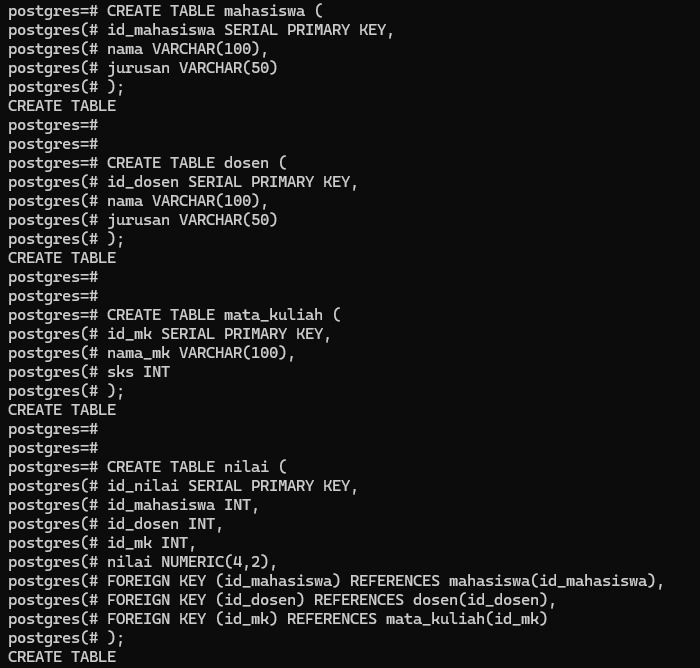 postgres=# CREATE TABLE mahasiswa (
postgres(# id_mahasiswa SERIAL PRIMARY KEY,
postgres(# nama VARCHAR(100),
postgres(# jurusan VARCHAR(50)
postgres(# );
CREATE TABLE
postgres=#
postgres=#
postgres=# CREATE TABLE dosen (
postgres(# id_dosen SERIAL PRIMARY KEY,
postgres(# nama VARCHAR(100),
postgres(# jurusan VARCHAR(50)
postgres(# );
CREATE TABLE
postgres=#
postgres=#
postgres=# CREATE TABLE mata_kuliah (
postgres(# id_mk SERIAL PRIMARY KEY,
postgres(# nama_mk VARCHAR(100),
postgres(# sks INT
postgres(# );
CREATE TABLE
postgres=#
postgres=#
postgres=# CREATE TABLE nilai (
postgres(# id_nilai SERIAL PRIMARY KEY,
postgres(# id_mahasiswa INT,
postgres(# id_dosen INT,
postgres(# id_mk INT,
postgres(# nilai NUMERIC(4,2),
postgres(# FOREIGN KEY (id_mahasiswa) REFERENCES mahasiswa(id_mahasiswa),
postgres(# FOREIGN KEY (id_dosen) REFERENCES dosen(id_dosen),
postgres(# FOREIGN KEY (id_mk) REFERENCES mata_kuliah(id_mk)
postgres(# );
CREATE TABLE